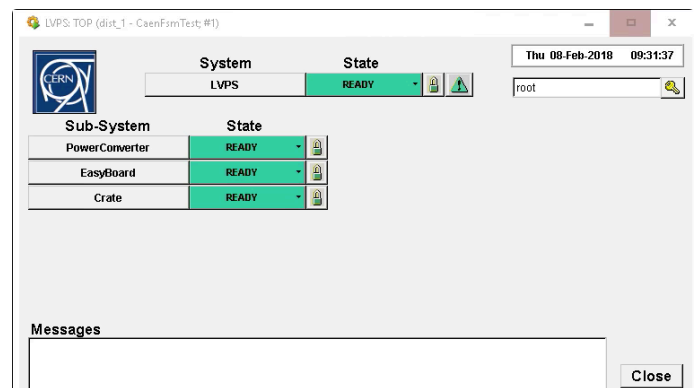 LVPS: TOP (dist_1 - CaenFsmTest; #1)
System State
LVPS READY
Thu 08-Feb-2018 09:31:37
root
CERN
Sub-System State
PowerConverter READY
EasyBoard READY
Crate READY
Messages
Close